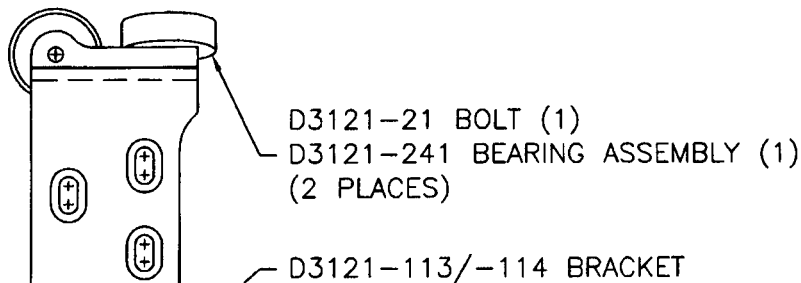 D3121-21 BOLT (1)
D3121-241 BEARING ASSEMBLY (1)
(2 PLACES)
D3121-113/-114 BRACKET